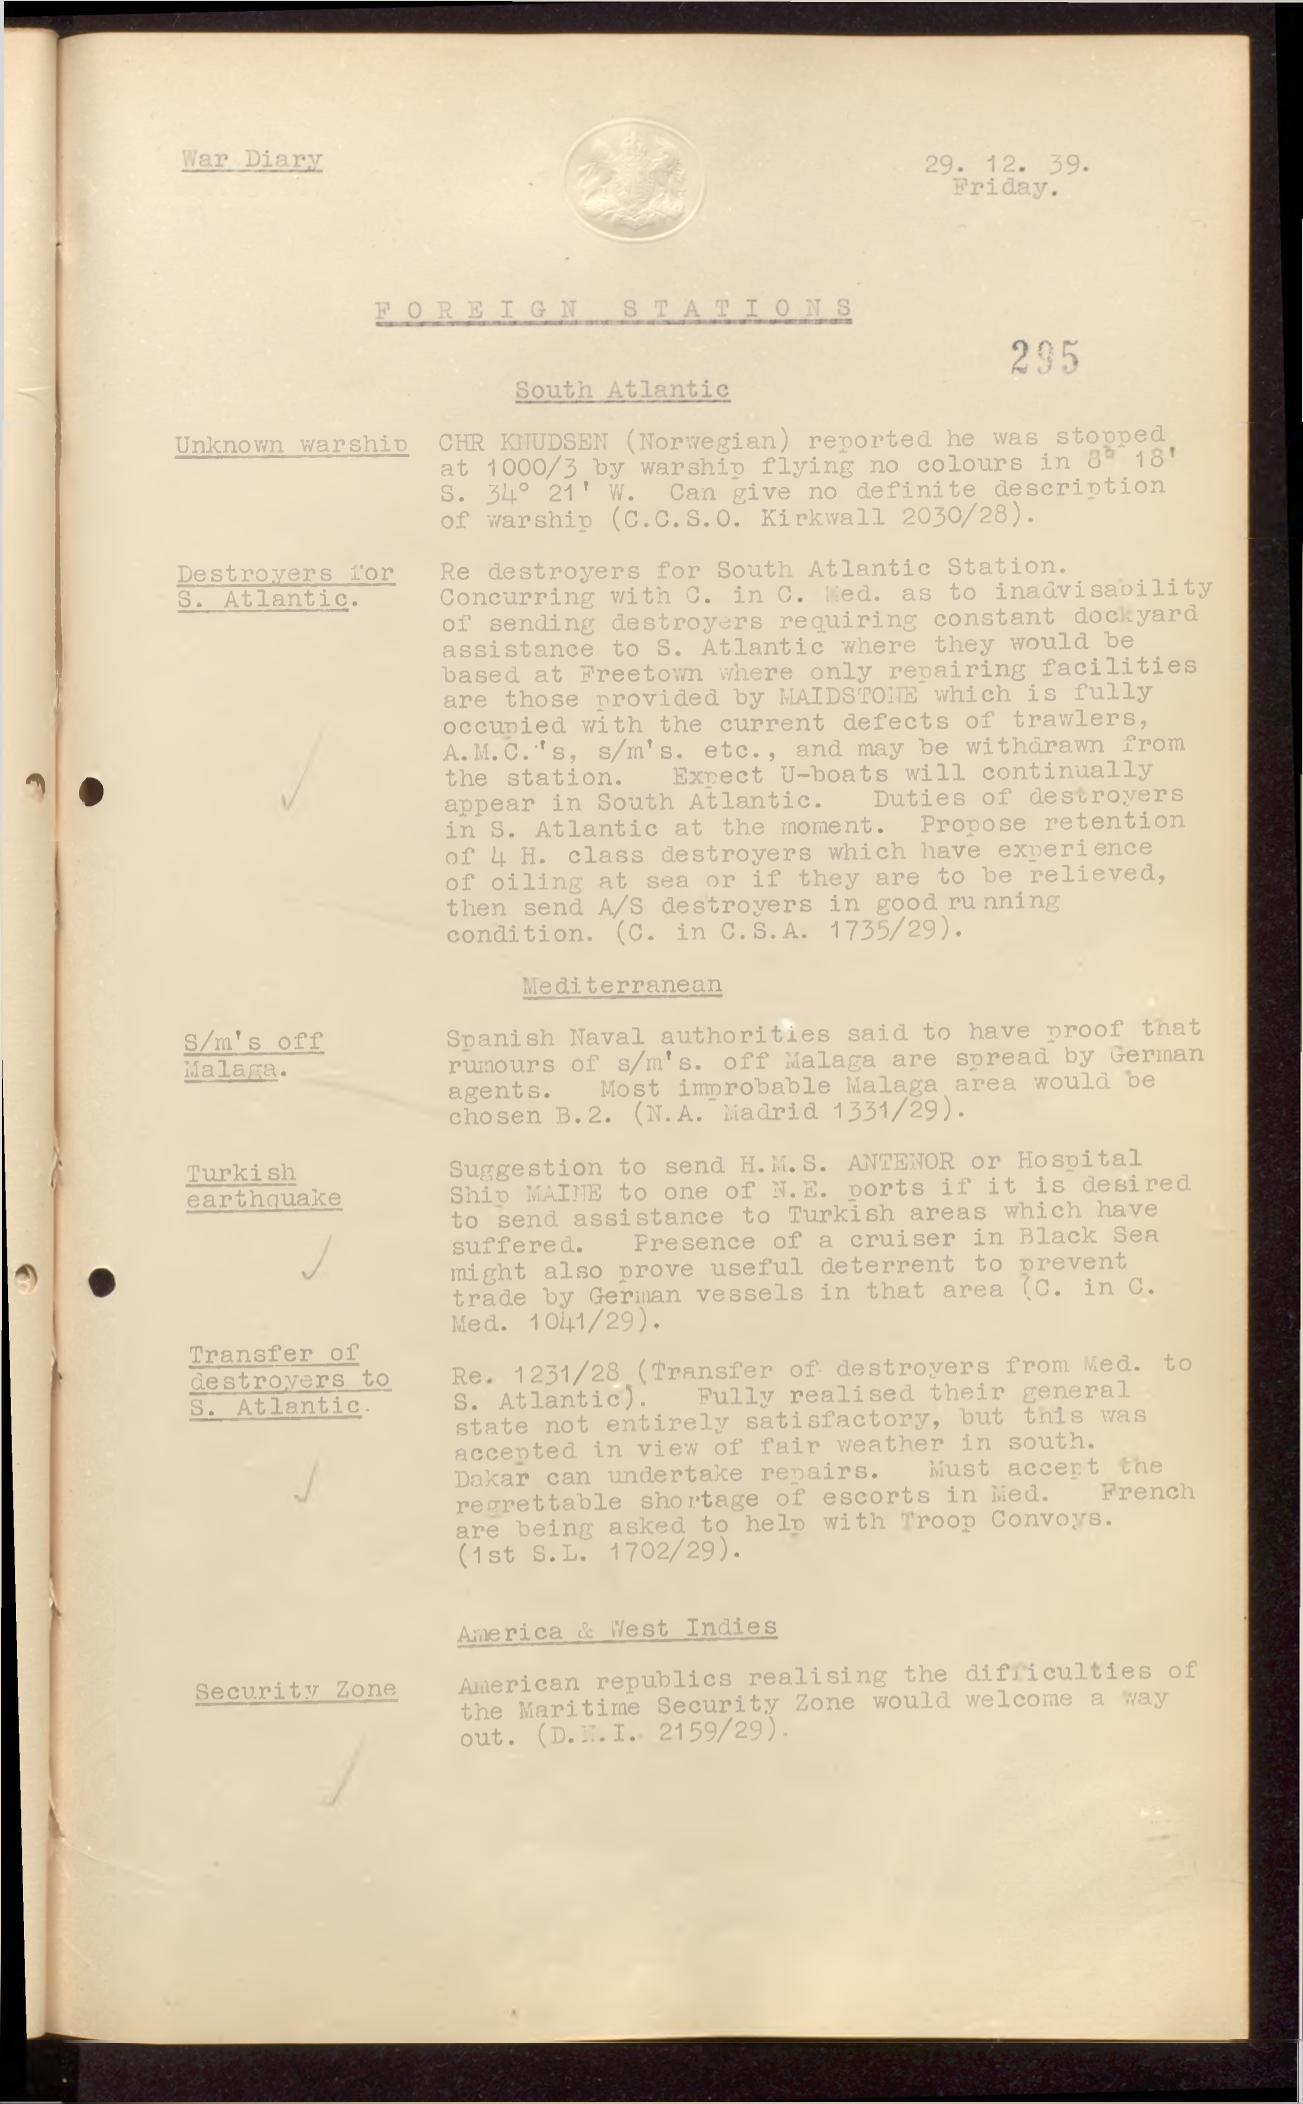 War Diary
29. 12. 39.
Friday.
FOREIGN STATIONS
295
South Atlantic
Unknown warship
CHR KNUDSEN (Norwegian) reported he was stopped
at 1000/3 by warship flying no colours in 8° 18'
S. 34° 21' W. Can give no definite description
of warship (C.C.S.O. Kirkwall 2030/28).
Destroyers for
S. Atlantic.
Re destroyers for South Atlantic Station.
Concurring with C. in C. Med. as to inadvisability
of sending destroyers requiring constant dockyard
assistance to S. Atlantic where they would be
based at Freetown where only repairing facilities
are those provided by MAIDSTONE which is fully
occupied with the current defects of trawlers,
A.M.C.'s, s/m's. etc., and may be withdrawn from
the station. Expect U-boats will continually
appear in South Atlantic. Duties of destroyers
in S. Atlantic at the moment. Propose retention
of 4 H. class destroyers which have experience
of oiling at sea or if they are to be relieved,
then send A/S destroyers in good running
condition. (C. in C.S.A. 1735/29).
Mediterranean
S/m's off
Malaga.
Spanish Naval authorities said to have proof that
rumours of s/m's. off Malaga are spread by German
agents. Most improbable Malaga area would be
chosen B.2. (N.A. Madrid 1331/29).
Turkish
earthquake
Suggestion to send H.M.S. ANTENOR or Hospital
Ship MAINE to one of N.E. ports if it is desired
to send assistance to Turkish areas which have
suffered. Presence of a cruiser in Black Sea
might also prove useful deterrent to prevent
trade by German vessels in that area (C. in C.
Med. 1041/29).
Transfer of
destroyers to
S. Atlantic.
Re. 1231/28 (Transfer of destroyers from Med. to
S. Atlantic). Fully realised their general
state not entirely satisfactory, but this was
accepted in view of fair weather in south.
Dakar can undertake repairs. Must accept the
regrettable shortage of escorts in Med. French
are being asked to help with Troop Convoys.
(1st S.L. 1702/29).
America & West Indies
Security Zone
American republics realising the difficulties of
the Maritime Security Zone would welcome a way
out. (D.N.I. 2159/29).